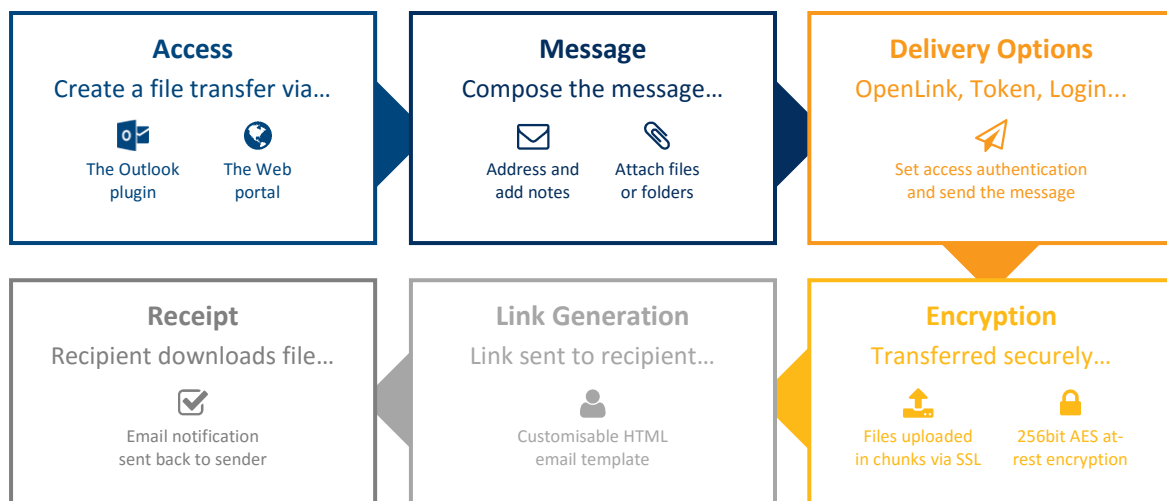 Access
Create a file transfer via…
The Outlook
plugin
The Web
portal
Message
Compose the message…
Address and
add notes
Attach files
or folders
Delivery Options
OpenLink, Token, Login...
Set access authentication
and send the message
Receipt
Recipient downloads file…
Email notification
sent back to sender
Link Generation
Link sent to recipient…
Customisable HTML
email template
Encryption
Transferred securely…
Files uploaded
in chunks via SSL
256bit AES at-
rest encryption